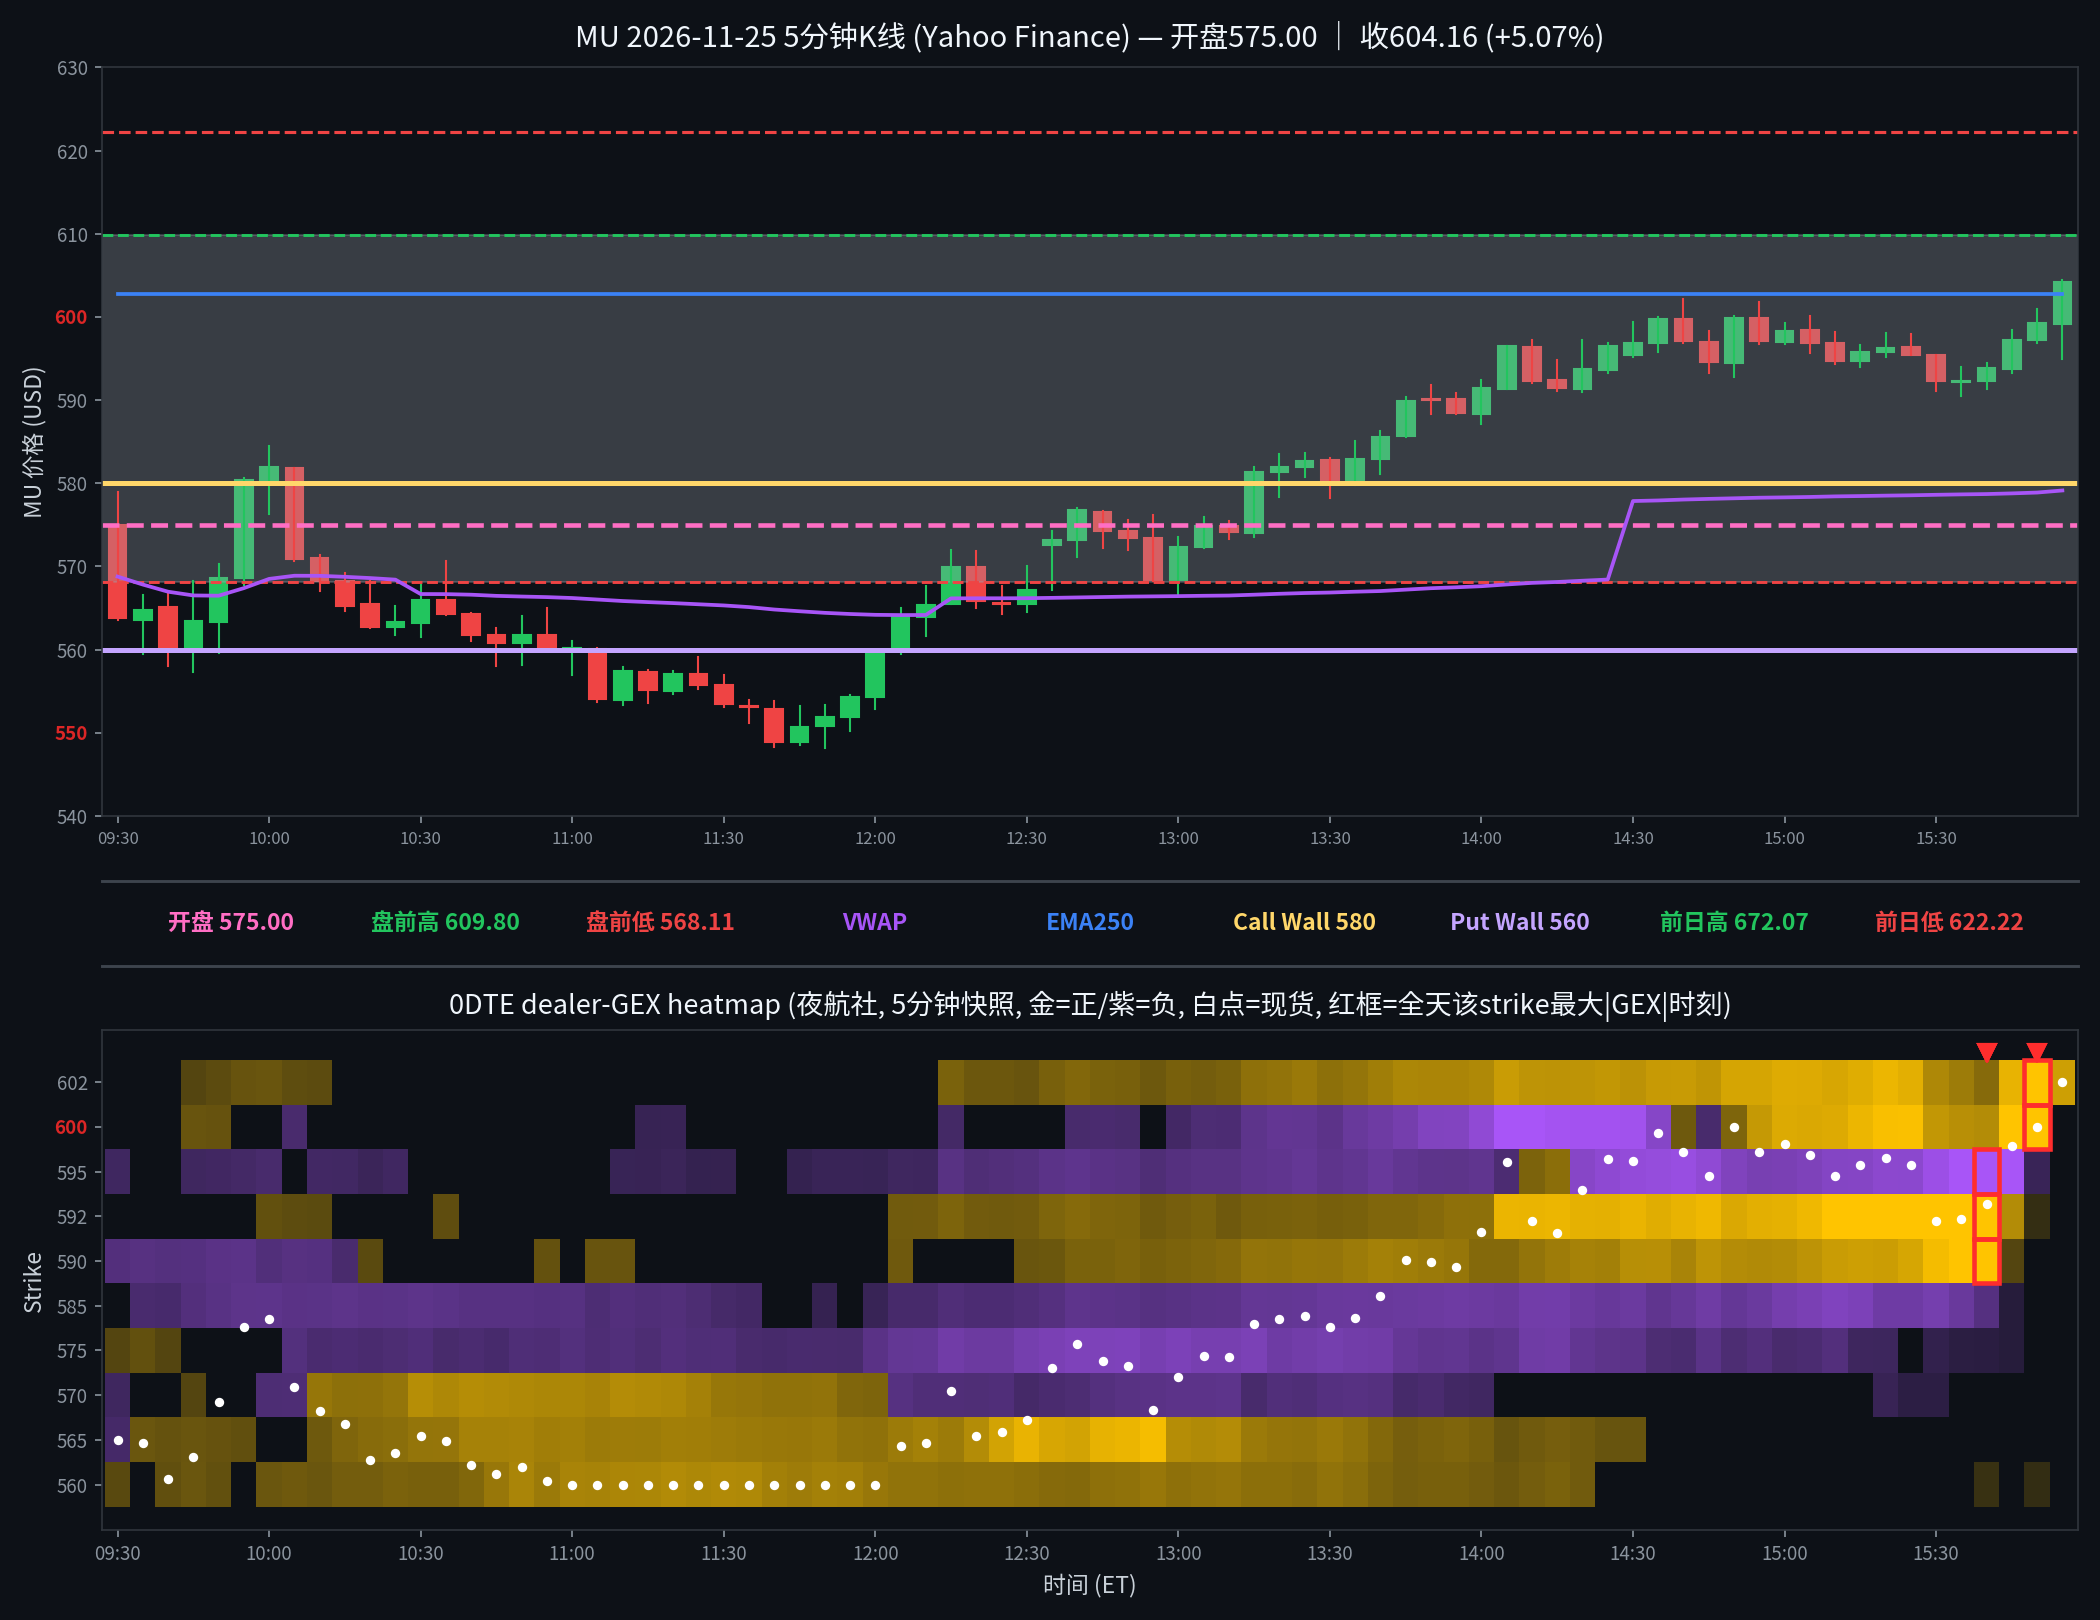 MU 2026-11-25 5分钟K线 (Yahoo Finance) — 开盘575.00 ｜ 收604.16 (+5.07%)
MU 价格 (USD)
630
620
610
600
590
580
570
560
550
540
09:30 10:00 10:30 11:00 11:30 12:00 12:30 13:00 13:30 14:00 14:30 15:00 15:30
开盘 575.00 盘前高 609.80 盘前低 568.11 VWAP EMA250 Call Wall 580 Put Wall 560 前日高 672.07 前日低 622.22
0DTE dealer-GEX heatmap (夜航社, 5分钟快照, 金=正/紫=负, 白点=现货, 红框=全天该strike最大|GEX|时刻)
Strike
602
600
595
592
590
585
575
570
565
560
09:30 10:00 10:30 11:00 11:30 12:00 12:30 13:00 13:30 14:00 14:30 15:00 15:30
时间 (ET)